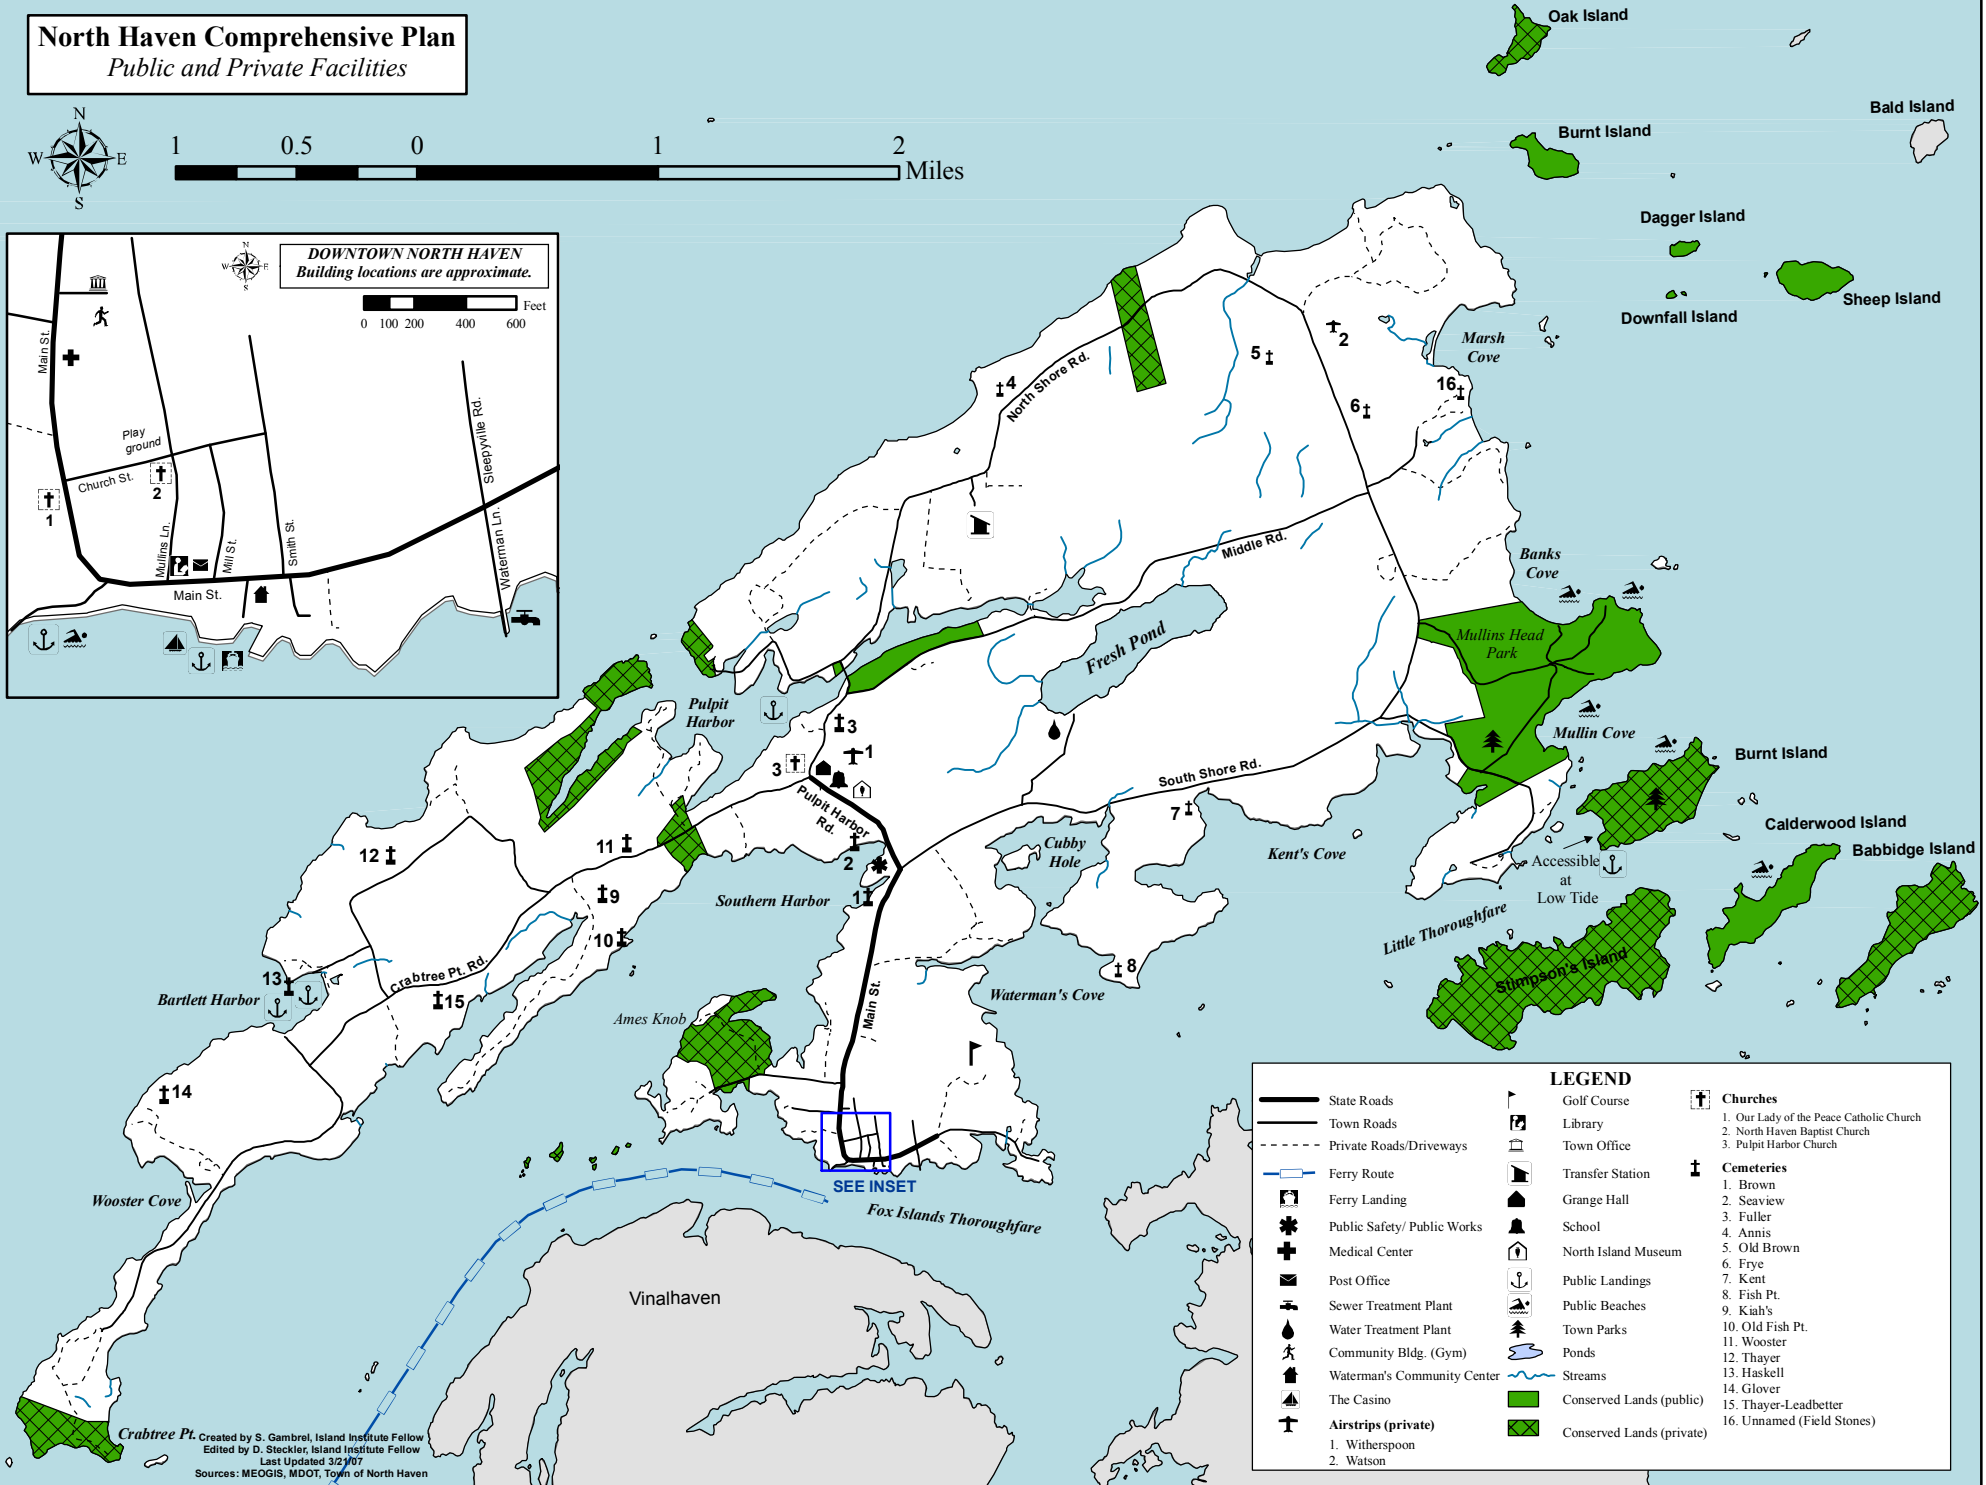 North Haven Comprehensive Plan
Public and Private Facilities
N
W E
S
1 0.5 0 1 2
Miles
DOWNTOWN NORTH HAVEN
Building locations are approximate.
N
W E
S
Feet
0 100 200 400 600
Main St.
Play
ground
Church St.
1
2
Mullins Ln.
Mill St.
Smith St.
Sleepyville Rd.
Waterman Ln.
Main St.
Oak Island
Bald Island
Burnt Island
Dagger Island
Sheep Island
Downfall Island
Marsh
Cove
2
5
16
6
4
North Shore Rd.
Middle Rd.
Banks
Cove
Mullins Head
Park
Fresh Pond
Pulpit
Harbor
3
1
3
Mullin Cove
Burnt Island
South Shore Rd.
Pulpit Harbor
Rd.
7
Calderwood Island
Babbidge Island
Cubby
Hole
Kent's Cove
Accessible
at
Low Tide
11
12
2
9
Southern Harbor
1
10
Little Thoroughfare
8
Stimpson's Island
Crabtree Pt. Rd.
13
Bartlett Harbor
15
Waterman's Cove
Main St.
Ames Knob
14
SEE INSET
Wooster Cove
Fox Islands Thoroughfare
Vinalhaven
Crabtree Pt.
Created by S. Gambrel, Island Institute Fellow
Edited by D. Steckler, Island Institute Fellow
Last Updated 3/21/07
Sources: MEOGIS, MDOT, Town of North Haven
LEGEND
State Roads
Town Roads
Private Roads/Driveways
Ferry Route
Ferry Landing
Public Safety/ Public Works
Medical Center
Post Office
Sewer Treatment Plant
Water Treatment Plant
Community Bldg. (Gym)
Waterman's Community Center
The Casino
Airstrips (private)
1. Witherspoon
2. Watson
Golf Course
Library
Town Office
Transfer Station
Grange Hall
School
North Island Museum
Public Landings
Public Beaches
Town Parks
Ponds
Streams
Conserved Lands (public)
Conserved Lands (private)
Churches
1. Our Lady of the Peace Catholic Church
2. North Haven Baptist Church
3. Pulpit Harbor Church
Cemeteries
1. Brown
2. Seaview
3. Fuller
4. Annis
5. Old Brown
6. Frye
7. Kent
8. Fish Pt.
9. Kiah's
10. Old Fish Pt.
11. Wooster
12. Thayer
13. Haskell
14. Glover
15. Thayer-Leadbetter
16. Unnamed (Field Stones)